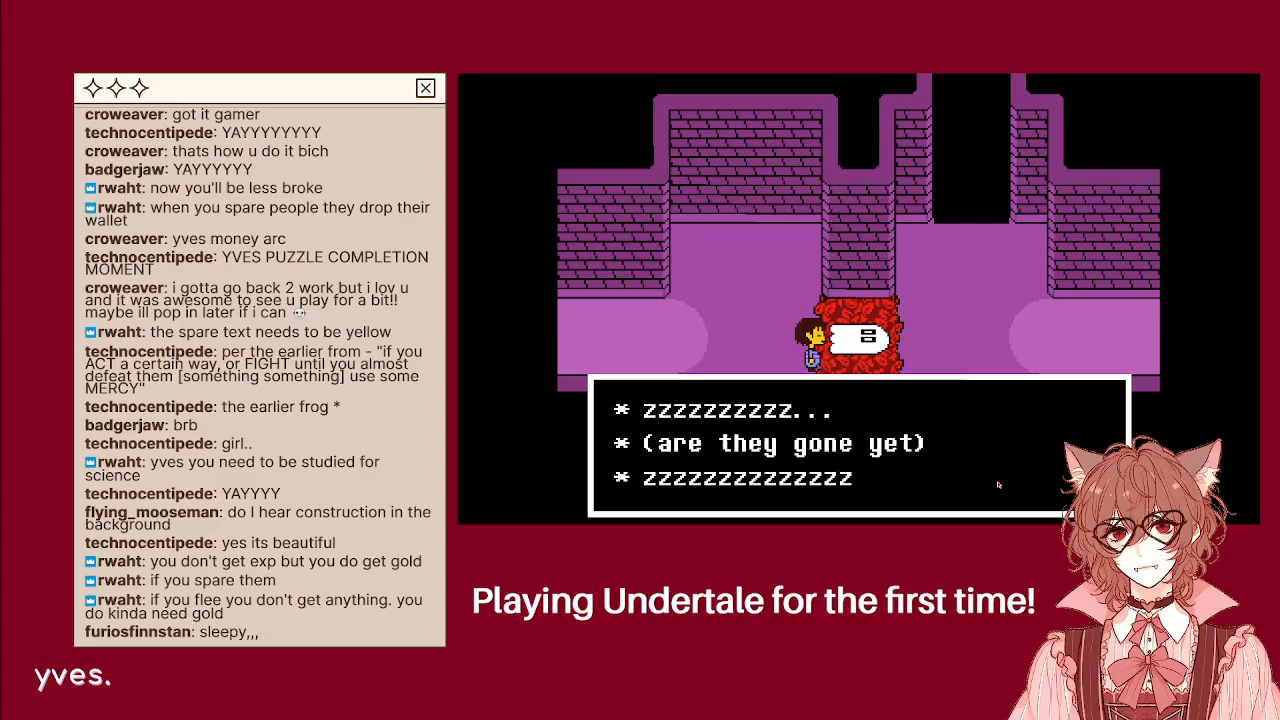 croweaver: got it gamer
technocentipede: YAYYYYYYYY
croweaver: thats how u do it bich
badgerjaw: YAYYYYYY
rwaht: now you'll be less broke
rwaht: when you spare people they drop their
wallet
croweaver: yves money arc
technocentipede: YVES PUZZLE COMPLETION
MOMENT
croweaver: i gotta go back 2 work but i lov u
and it was awesome to see u play for a bit!!
maybe ill pop in later if i can 💀
rwaht: the spare text needs to be yellow
technocentipede: per the earlier from - "if you
ACT a certain way, or FIGHT until you almost
defeat them [something something] use some
MERCY"
technocentipede: the earlier frog *
badgerjaw: brb
technocentipede: girl..
rwaht: yves you need to be studied for
science
technocentipede: YAYYYY
flying_mooseman: do I hear construction in the
background
technocentipede: yes its beautiful
rwaht: you don't get exp but you do get gold
rwaht: if you spare them
rwaht: if you flee you don't get anything. you
do kinda need gold
furiosfinnstan: sleepy,,,
* zzzzzzzzzz...
* (are they gone yet)
* zzzzzzzzzzzzzz
Playing Undertale for the first time!
yves.